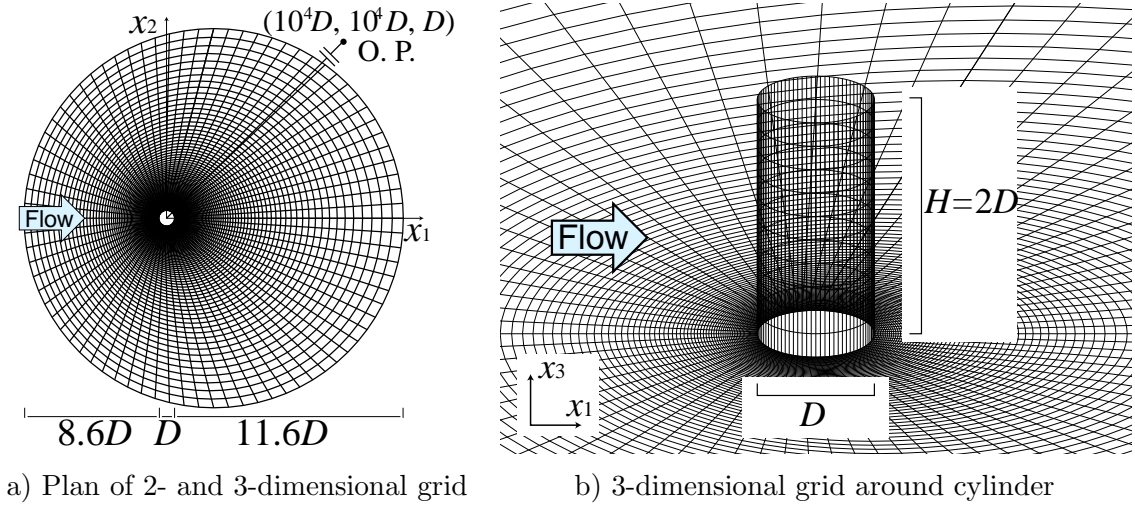 x2
(10⁴D, 10⁴D, D)
O. P.
Flow
x1
8.6D D 11.6D
a) Plan of 2- and 3-dimensional grid
H=2D
Flow
x3
x1
D
b) 3-dimensional grid around cylinder